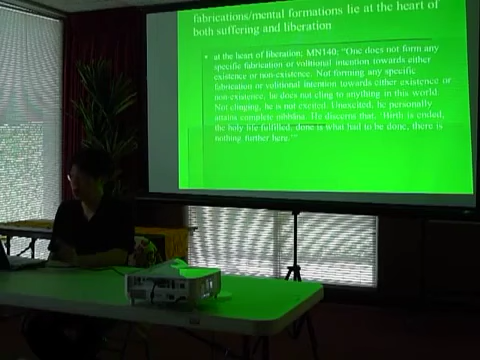 fabrications/mental formations lie at the heart of
both suffering and liberation
• at the heart of liberation: MN140: “One does not form any
specific fabrication or volitional intention towards either
existence or non-existence. Not forming any specific
fabrication or volitional intention towards either existence or
non-existence, he does not cling to anything in this world.
Not clinging, he is not excited. Unexcited, he personally
attains complete nibbāna. He discerns that, ‘Birth is ended,
the holy life fulfilled, done is what had to be done, there is
nothing further here.’”